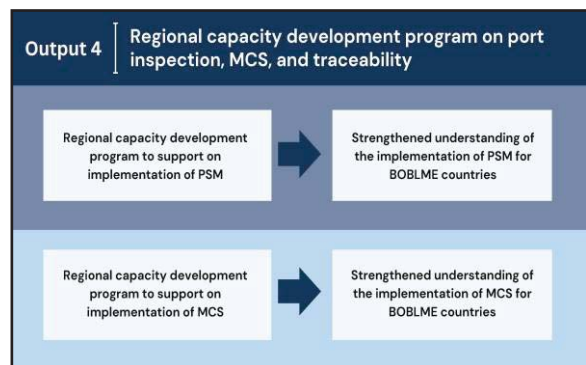 Output 4
Regional capacity development program on port
inspection, MCS, and traceability
Regional capacity development
program to support on
implementation of PSM
Strengthened understanding of
the implementation of PSM for
BOBLME countries
Regional capacity development
program to support on
implementation of MCS
Strengthened understanding of
the implementation of MCS for
BOBLME countries